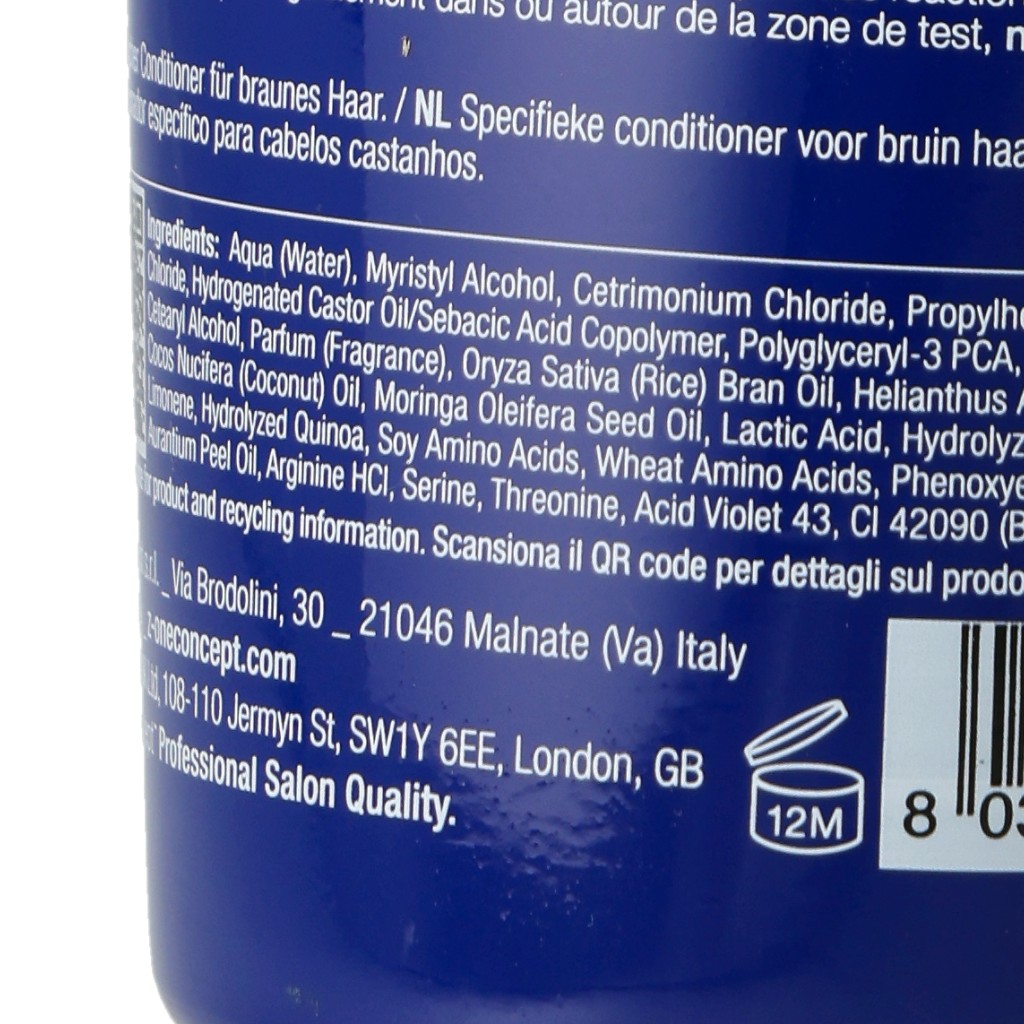 dans ou autour de la zone de test,
Conditioner für braunes Haar. / NL Specifieke conditioner voor bruin
específico para cabelos castanhos.
Ingredients: Aqua (Water), Myristyl Alcohol, Cetrimonium Chloride,
Chloride, Hydrogenated Castor Oil/Sebacic Acid Copolymer, Polyglyceryl-3 PCA,
Cetearyl Alcohol, Parfum (Fragrance), Oryza Sativa (Rice) Bran Oil, Helianthus
Cocos Nucifera (Coconut) Oil, Moringa Oleifera Seed Oil, Lactic Acid,
Limonene, Hydrolyzed Quinoa, Soy Amino Acids, Wheat Amino Acids,
Aurantium Peel Oil, Arginine HCl, Serine, Threonine, Acid Violet 43, CI 42090
for product and recycling information. Scansiona il QR code per dettagli sul
s.r.l. _ Via Brodolini, 30 _ 21046 Malnate (Va) Italy
z-oneconcept.com
Ltd, 108-110 Jermyn St, SW1Y 6EE, London, GB
Professional Salon Quality.
12M
8 03